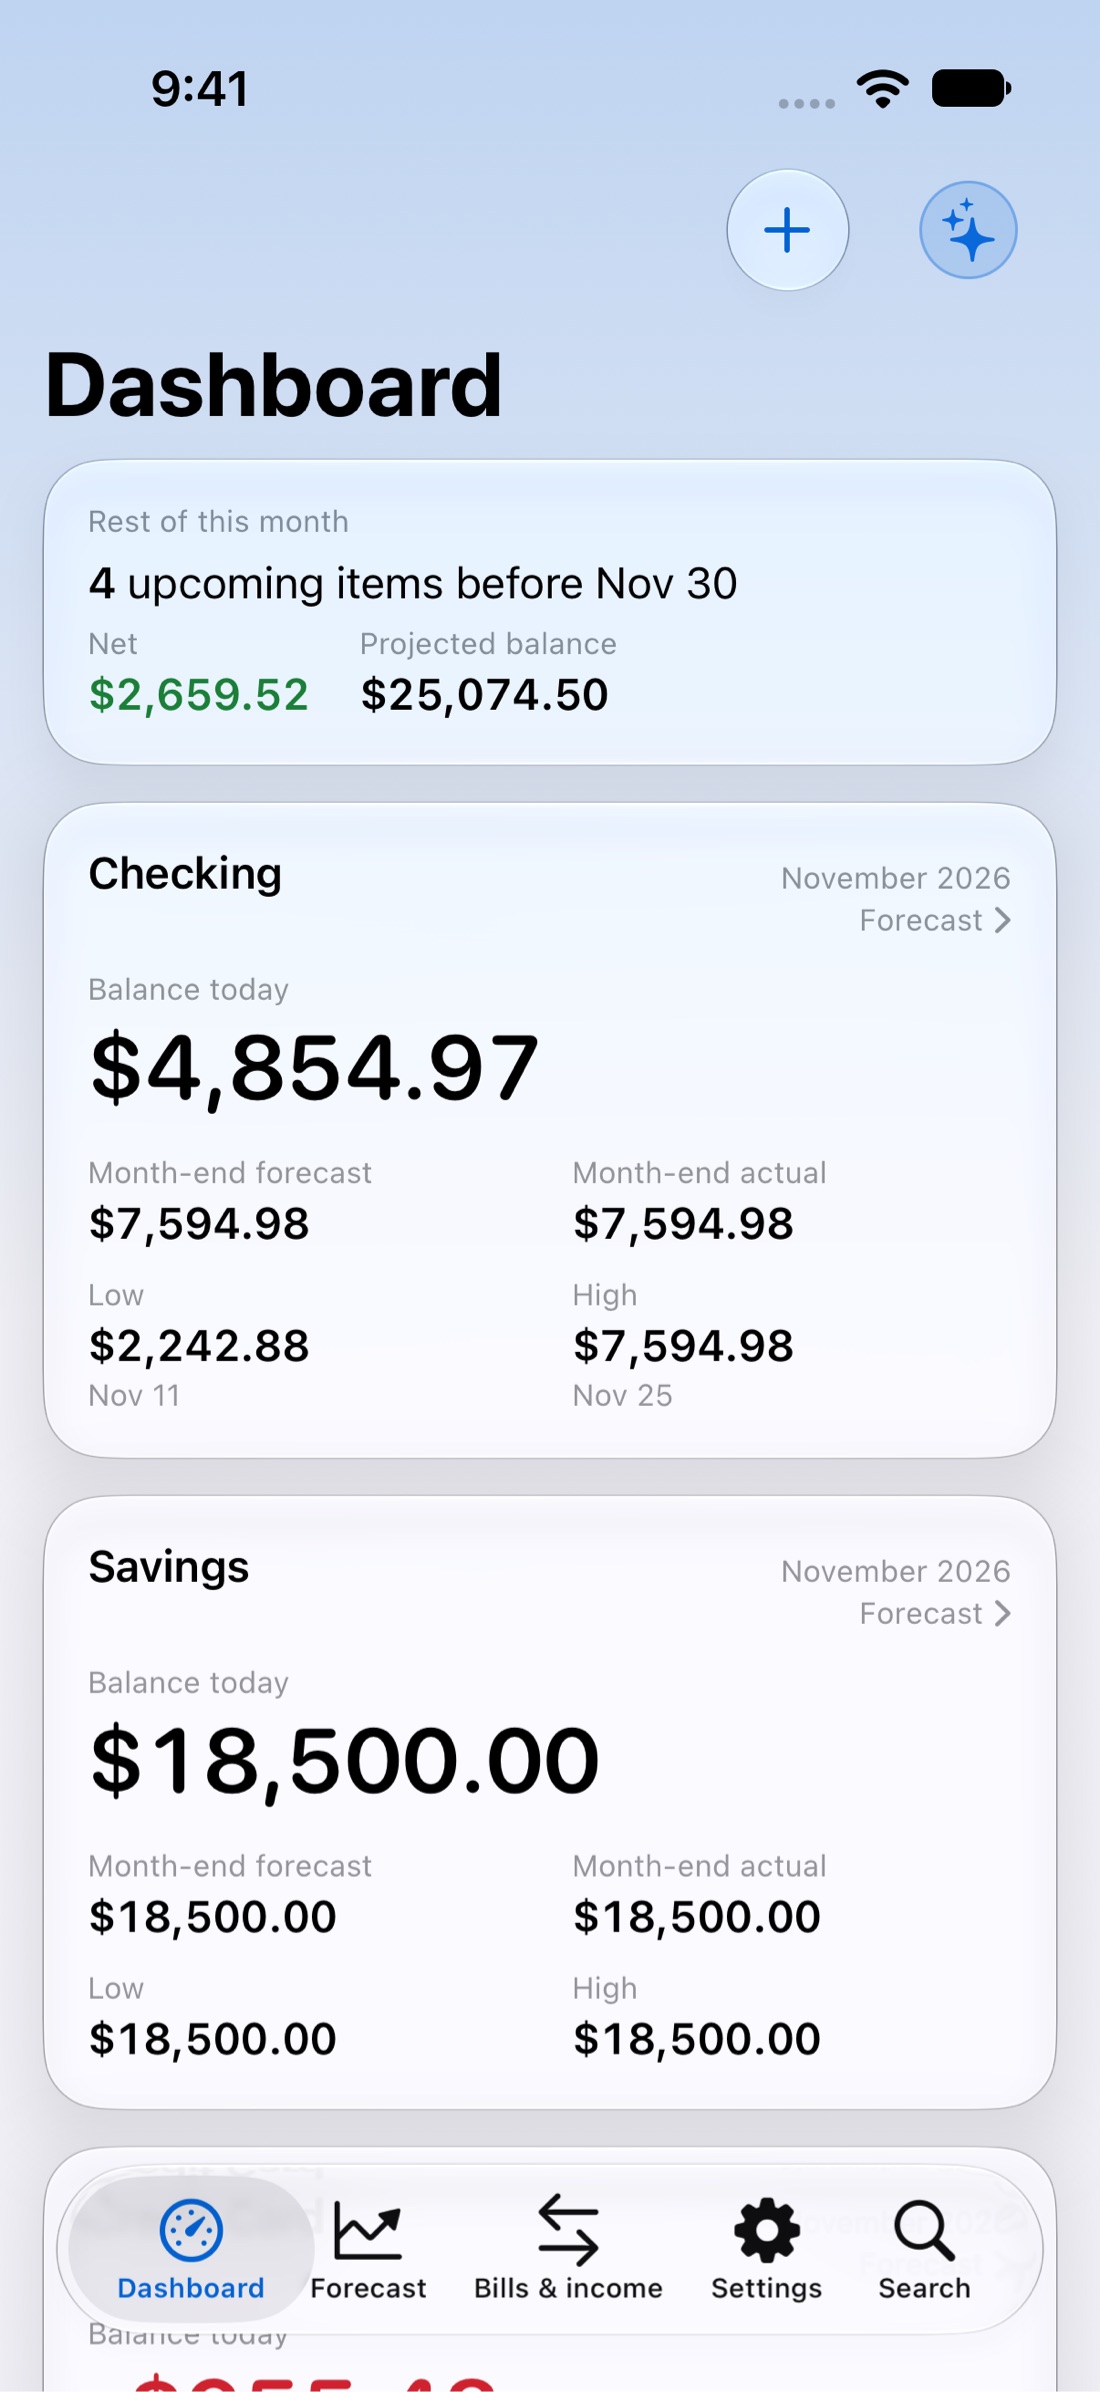 9:41
Dashboard
Rest of this month
4 upcoming items before Nov 30
Net
Projected balance
$2,659.52
$25,074.50
Checking
November 2026
Forecast
Balance today
$4,854.97
Month-end forecast
Month-end actual
$7,594.98
$7,594.98
Low
High
$2,242.88
$7,594.98
Nov 11
Nov 25
Savings
November 2026
Forecast
Balance today
$18,500.00
Month-end forecast
Month-end actual
$18,500.00
$18,500.00
Low
High
$18,500.00
$18,500.00
Dashboard
Forecast
Bills & income
Settings
Search
Balance today